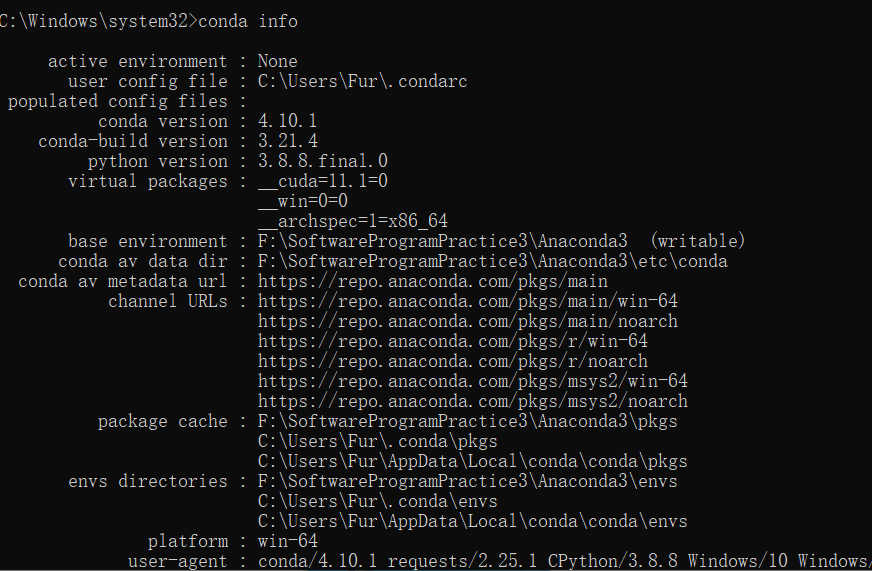 C:\Windows\system32>conda info
active environment : None
user config file : C:\Users\Fur\.condarc
populated config files :
conda version : 4.10.1
conda-build version : 3.21.4
python version : 3.8.8.final.0
virtual packages : __cuda=11.1=0
__win=0=0
__archspec=1=x86_64
base environment : F:\SoftwareProgramPractice3\Anaconda3  (writable)
conda av data dir : F:\SoftwareProgramPractice3\Anaconda3\etc\conda
conda av metadata url : https://repo.anaconda.com/pkgs/main
channel URLs : https://repo.anaconda.com/pkgs/main/win-64
https://repo.anaconda.com/pkgs/main/noarch
https://repo.anaconda.com/pkgs/r/win-64
https://repo.anaconda.com/pkgs/r/noarch
https://repo.anaconda.com/pkgs/msys2/win-64
https://repo.anaconda.com/pkgs/msys2/noarch
package cache : F:\SoftwareProgramPractice3\Anaconda3\pkgs
C:\Users\Fur\.conda\pkgs
C:\Users\Fur\AppData\Local\conda\conda\pkgs
envs directories : F:\SoftwareProgramPractice3\Anaconda3\envs
C:\Users\Fur\.conda\envs
C:\Users\Fur\AppData\Local\conda\conda\envs
platform : win-64
user-agent : conda/4.10.1 requests/2.25.1 CPython/3.8.8 Windows/10 Windows/